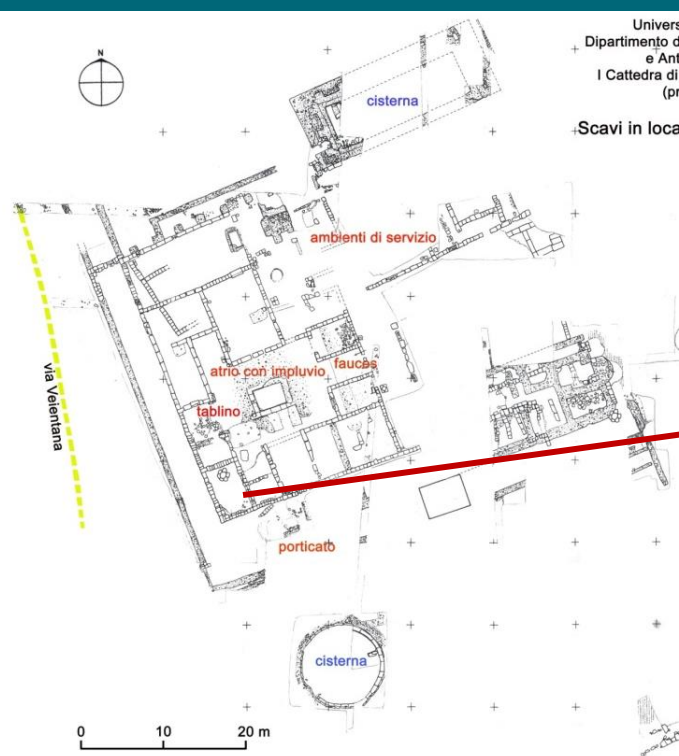 Univers
Dipartimento d
e Ant
I Cattedra di
(pr
Scavi in loca
N
cisterna
ambienti di servizio
atrio con impluvio
fauces
tablino
via Veientana
porticato
cisterna
0 10 20 m